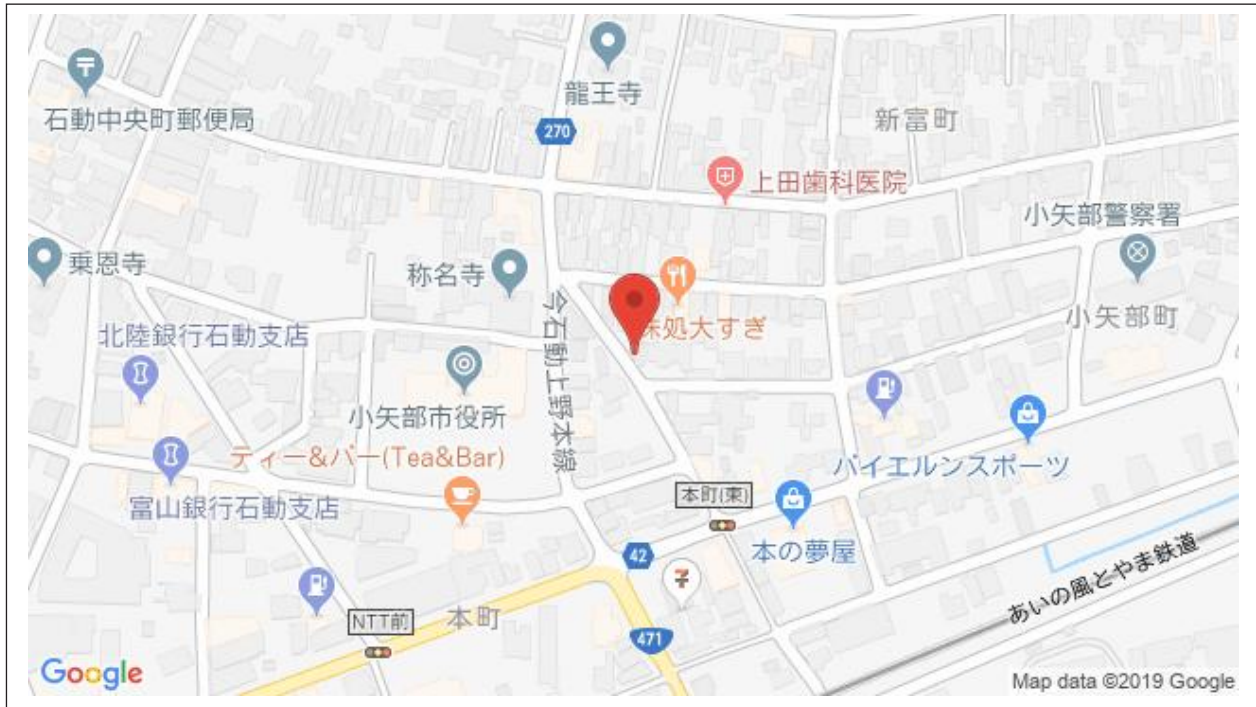 龍王寺
石動中央町郵便局
270
新富町
上田歯科医院
小矢部警察署
乗恩寺
称名寺
小矢部町
味処大すぎ
北陸銀行石動支店
今石動上野本線
小矢部市役所
ティー&バー(Tea&Bar)
バイエルンスポーツ
富山銀行石動支店
本町(東)
本の夢屋
42
あいの風とやま鉄道
NTT前
本町
471
Google
Map data ©2019 Google